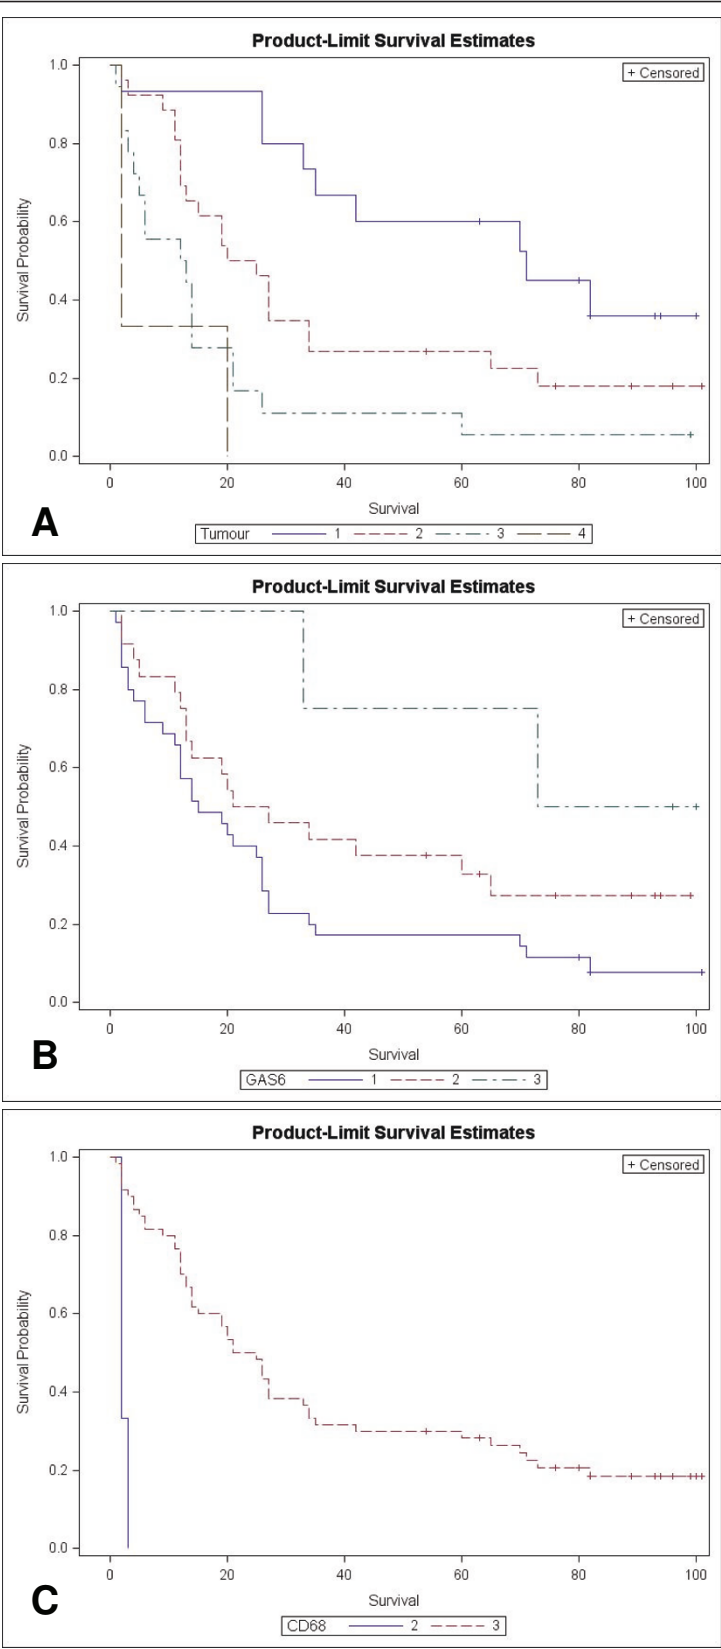 Product-Limit Survival Estimates
+ Censored
1.0
0.8
0.6
0.4
0.2
0.0
Survival Probability
0 20 40 60 80 100
Survival
A
Tumour 1 2 3 4
Product-Limit Survival Estimates
+ Censored
1.0
0.8
0.6
0.4
0.2
0.0
Survival Probability
0 20 40 60 80 100
Survival
B
GAS6 1 2 3
Product-Limit Survival Estimates
+ Censored
1.0
0.8
0.6
0.4
0.2
0.0
Survival Probability
0 20 40 60 80 100
Survival
C
CD68 2 3